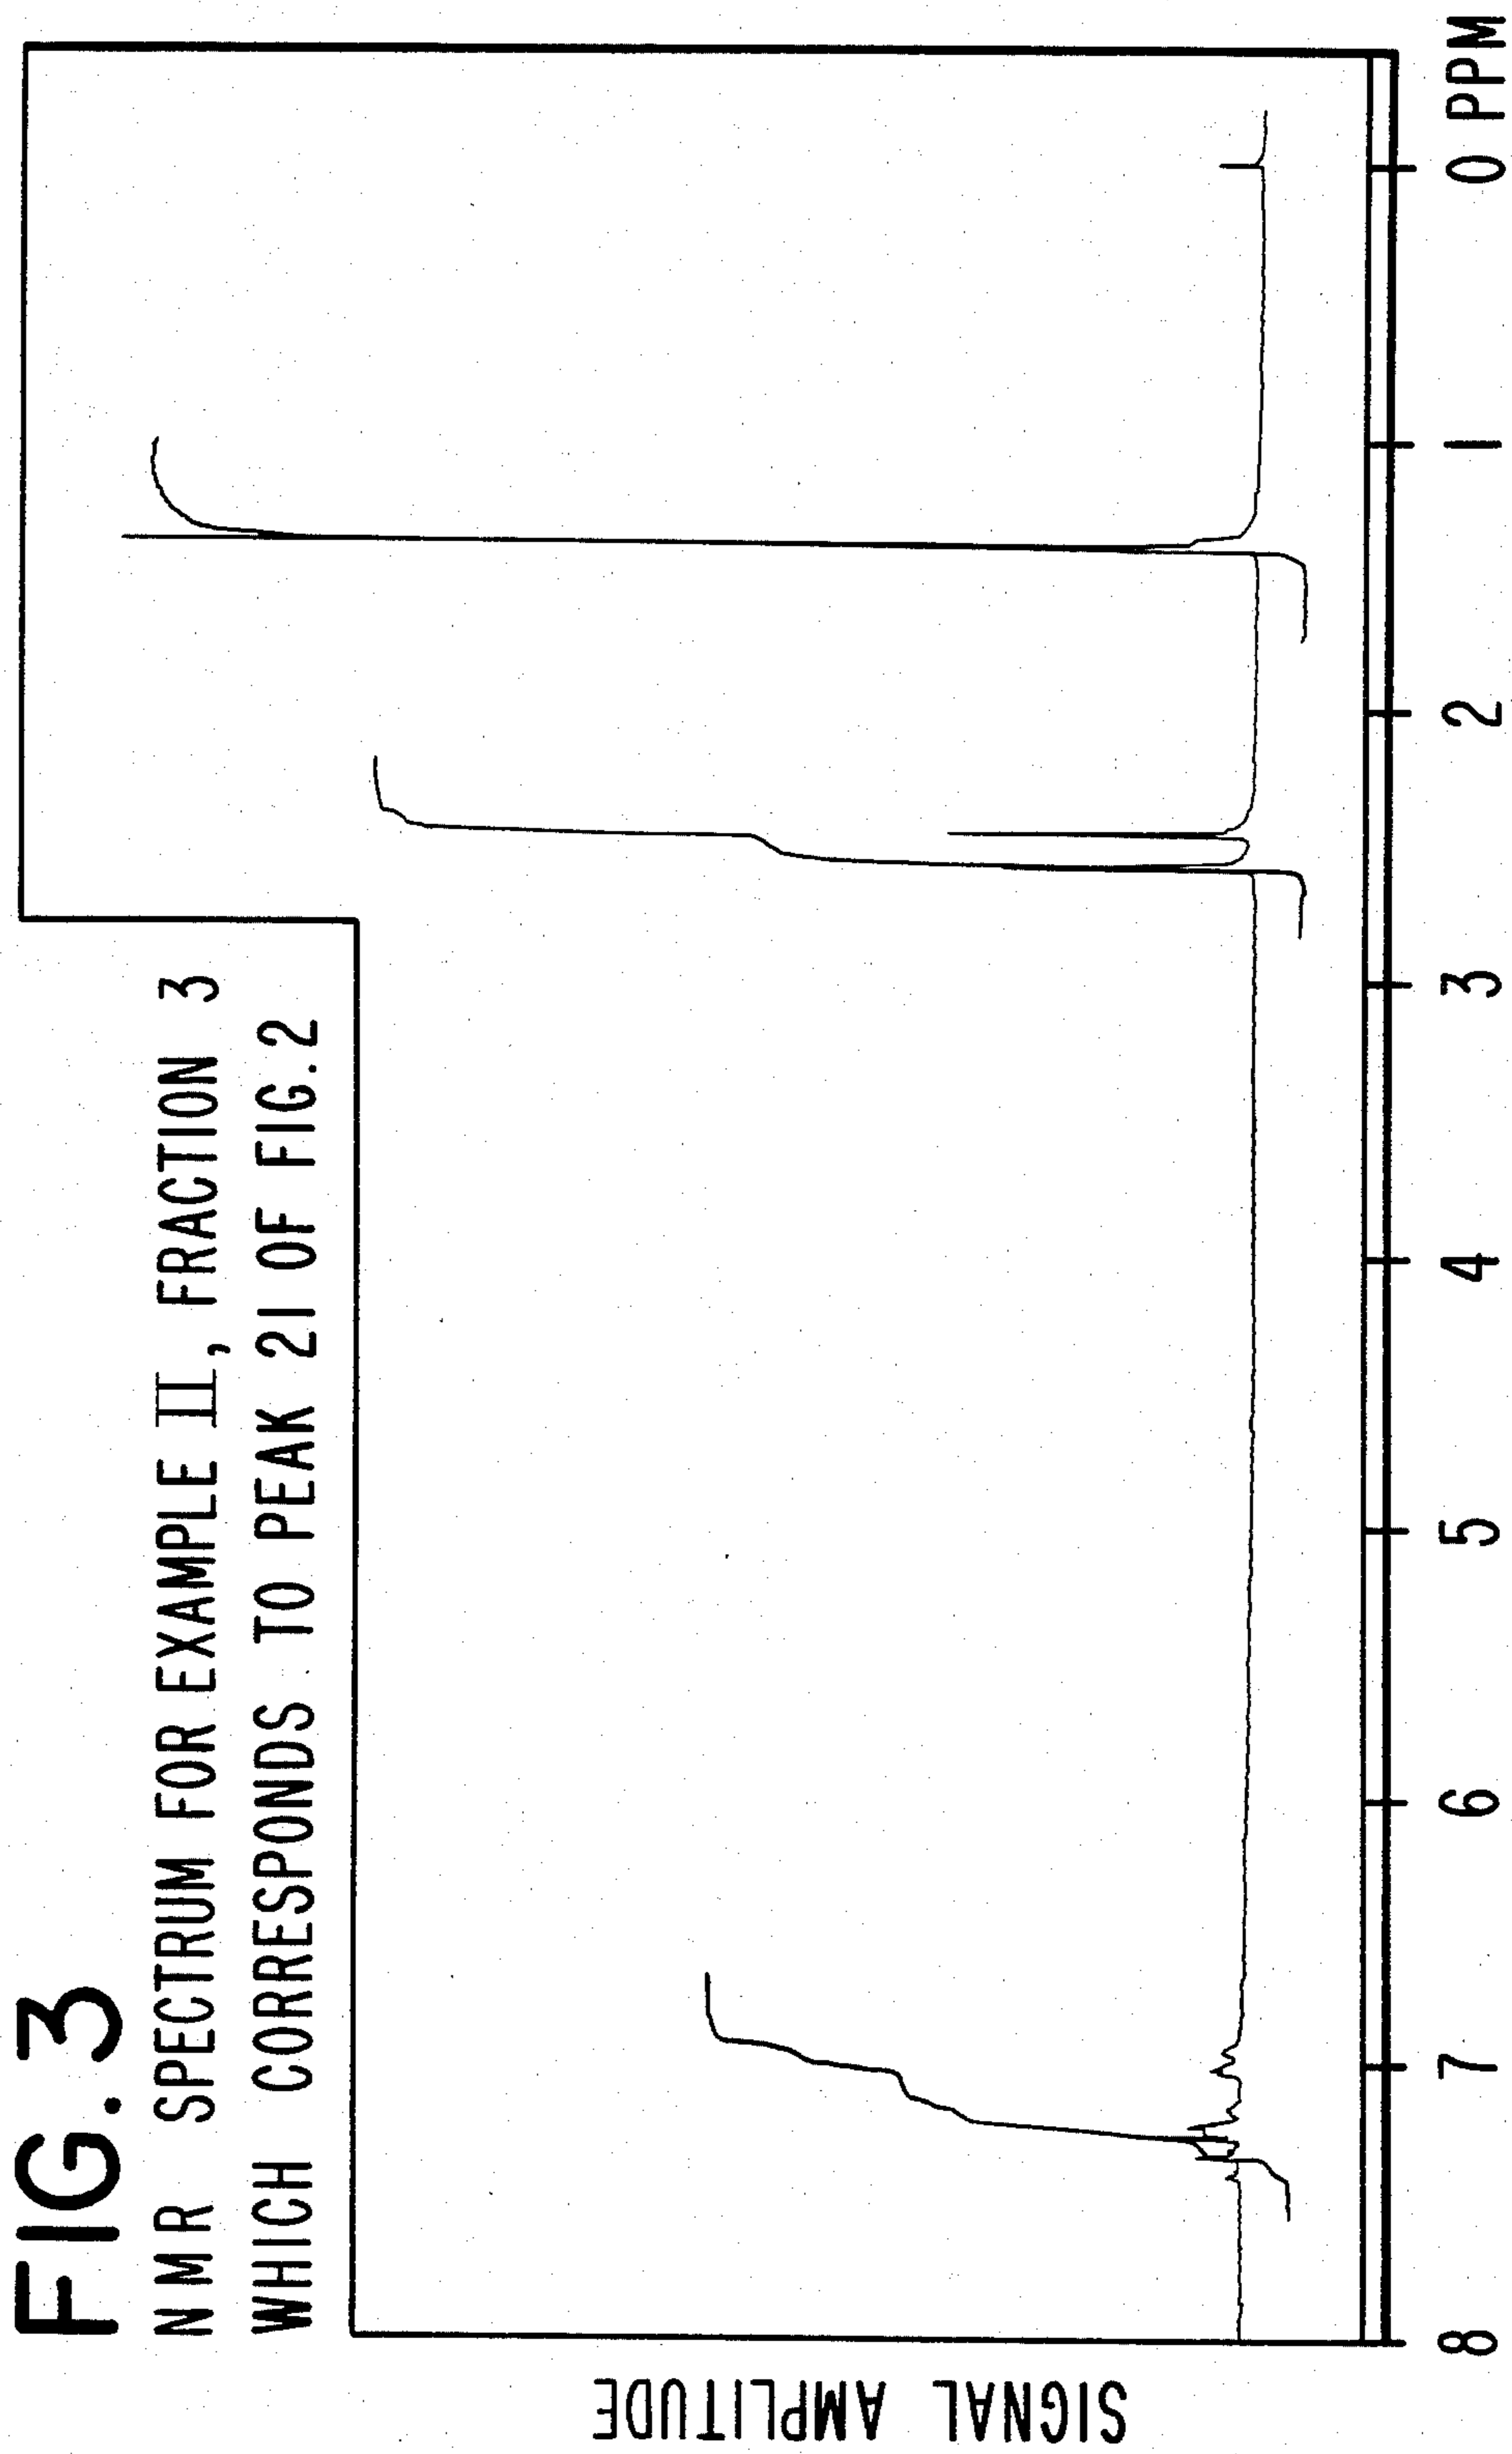 FIG.3
NMR SPECTRUM FOR EXAMPLE II, FRACTION 3
WHICH CORRESPONDS TO PEAK 21 OF FIG.2
SIGNAL AMPLITUDE
8 7 6 5 4 3 2 1 0 PPM